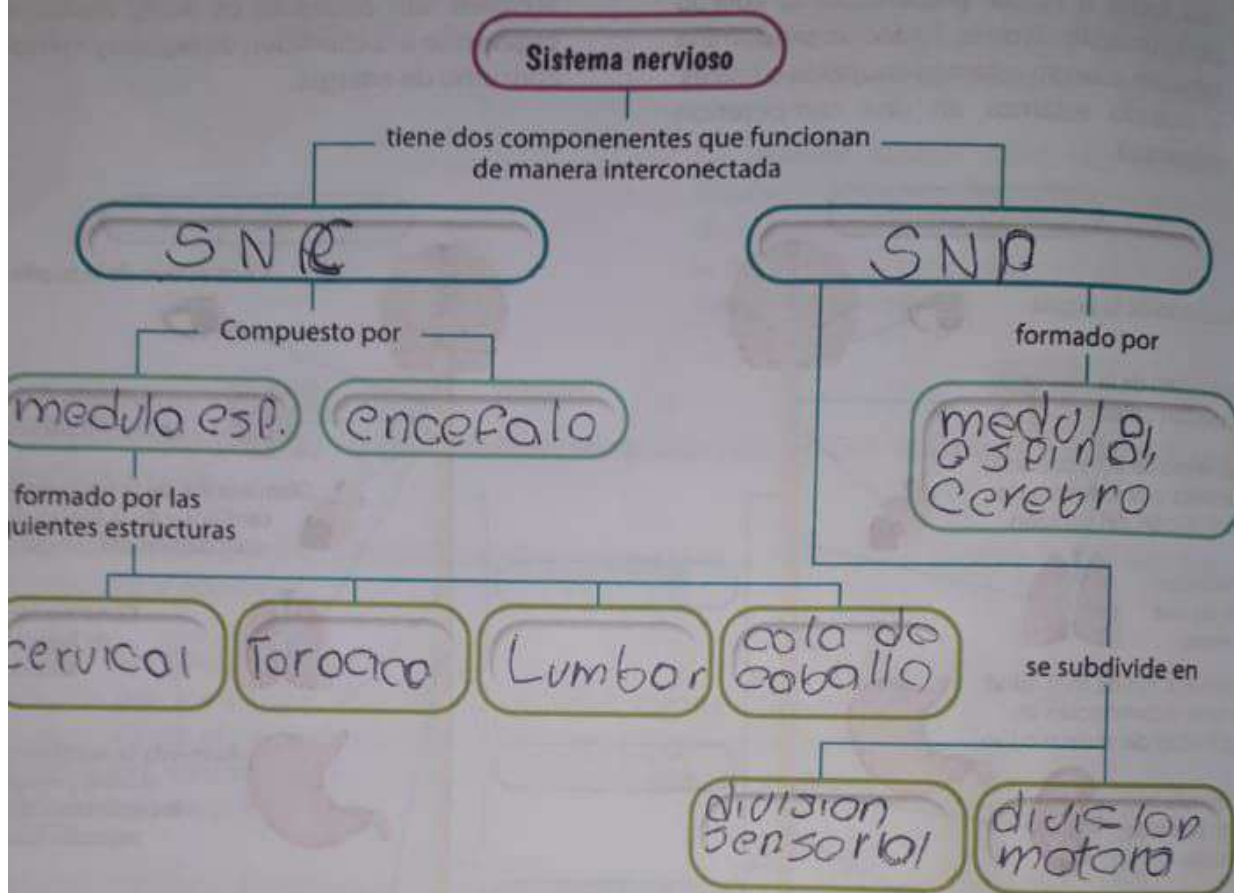 Sistema nervioso
tiene dos componenentes que funcionan
de manera interconectada
SNC
SNP
Compuesto por
formado por
medula esp.
encefalo
medula
espinal,
cerebro
formado por las
guientes estructuras
cervical
Toracico
Lumbar
cola de
caballo
se subdivide en
division
sensorial
divicion
motora